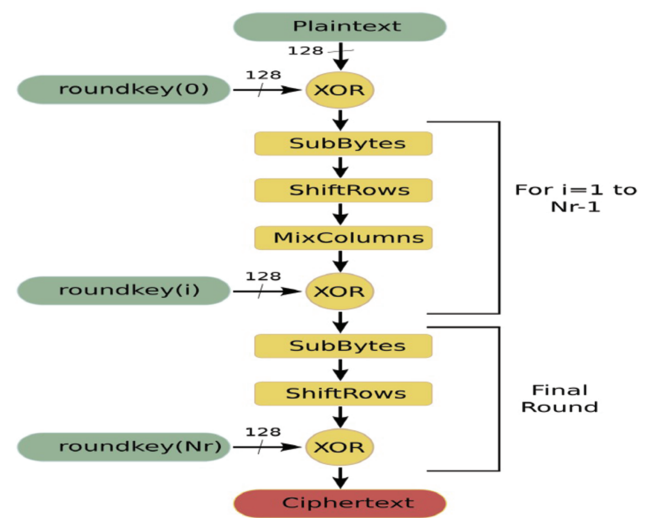 Plaintext
128
roundkey(0)
128
XOR
SubBytes
ShiftRows
MixColumns
For i=1 to
Nr-1
roundkey(i)
128
XOR
SubBytes
ShiftRows
Final
Round
roundkey(Nr)
128
XOR
Ciphertext